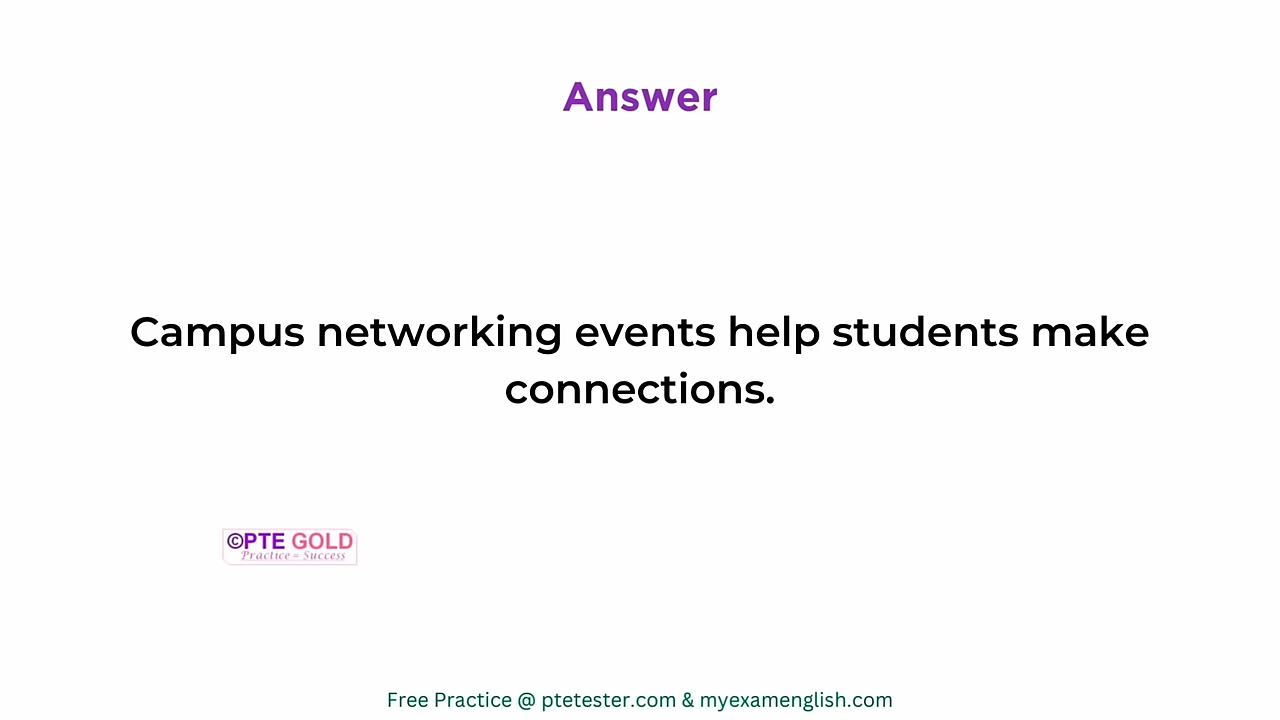 Answer
Campus networking events help students make
connections.
©PTE GOLD
Practice = Success
Free Practice @ ptetester.com & myexamenglish.com